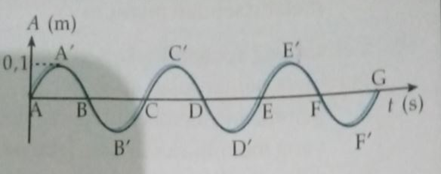 A (m)
A' C' E'
0,1
A B C D E F G t (s)
B' D' F'